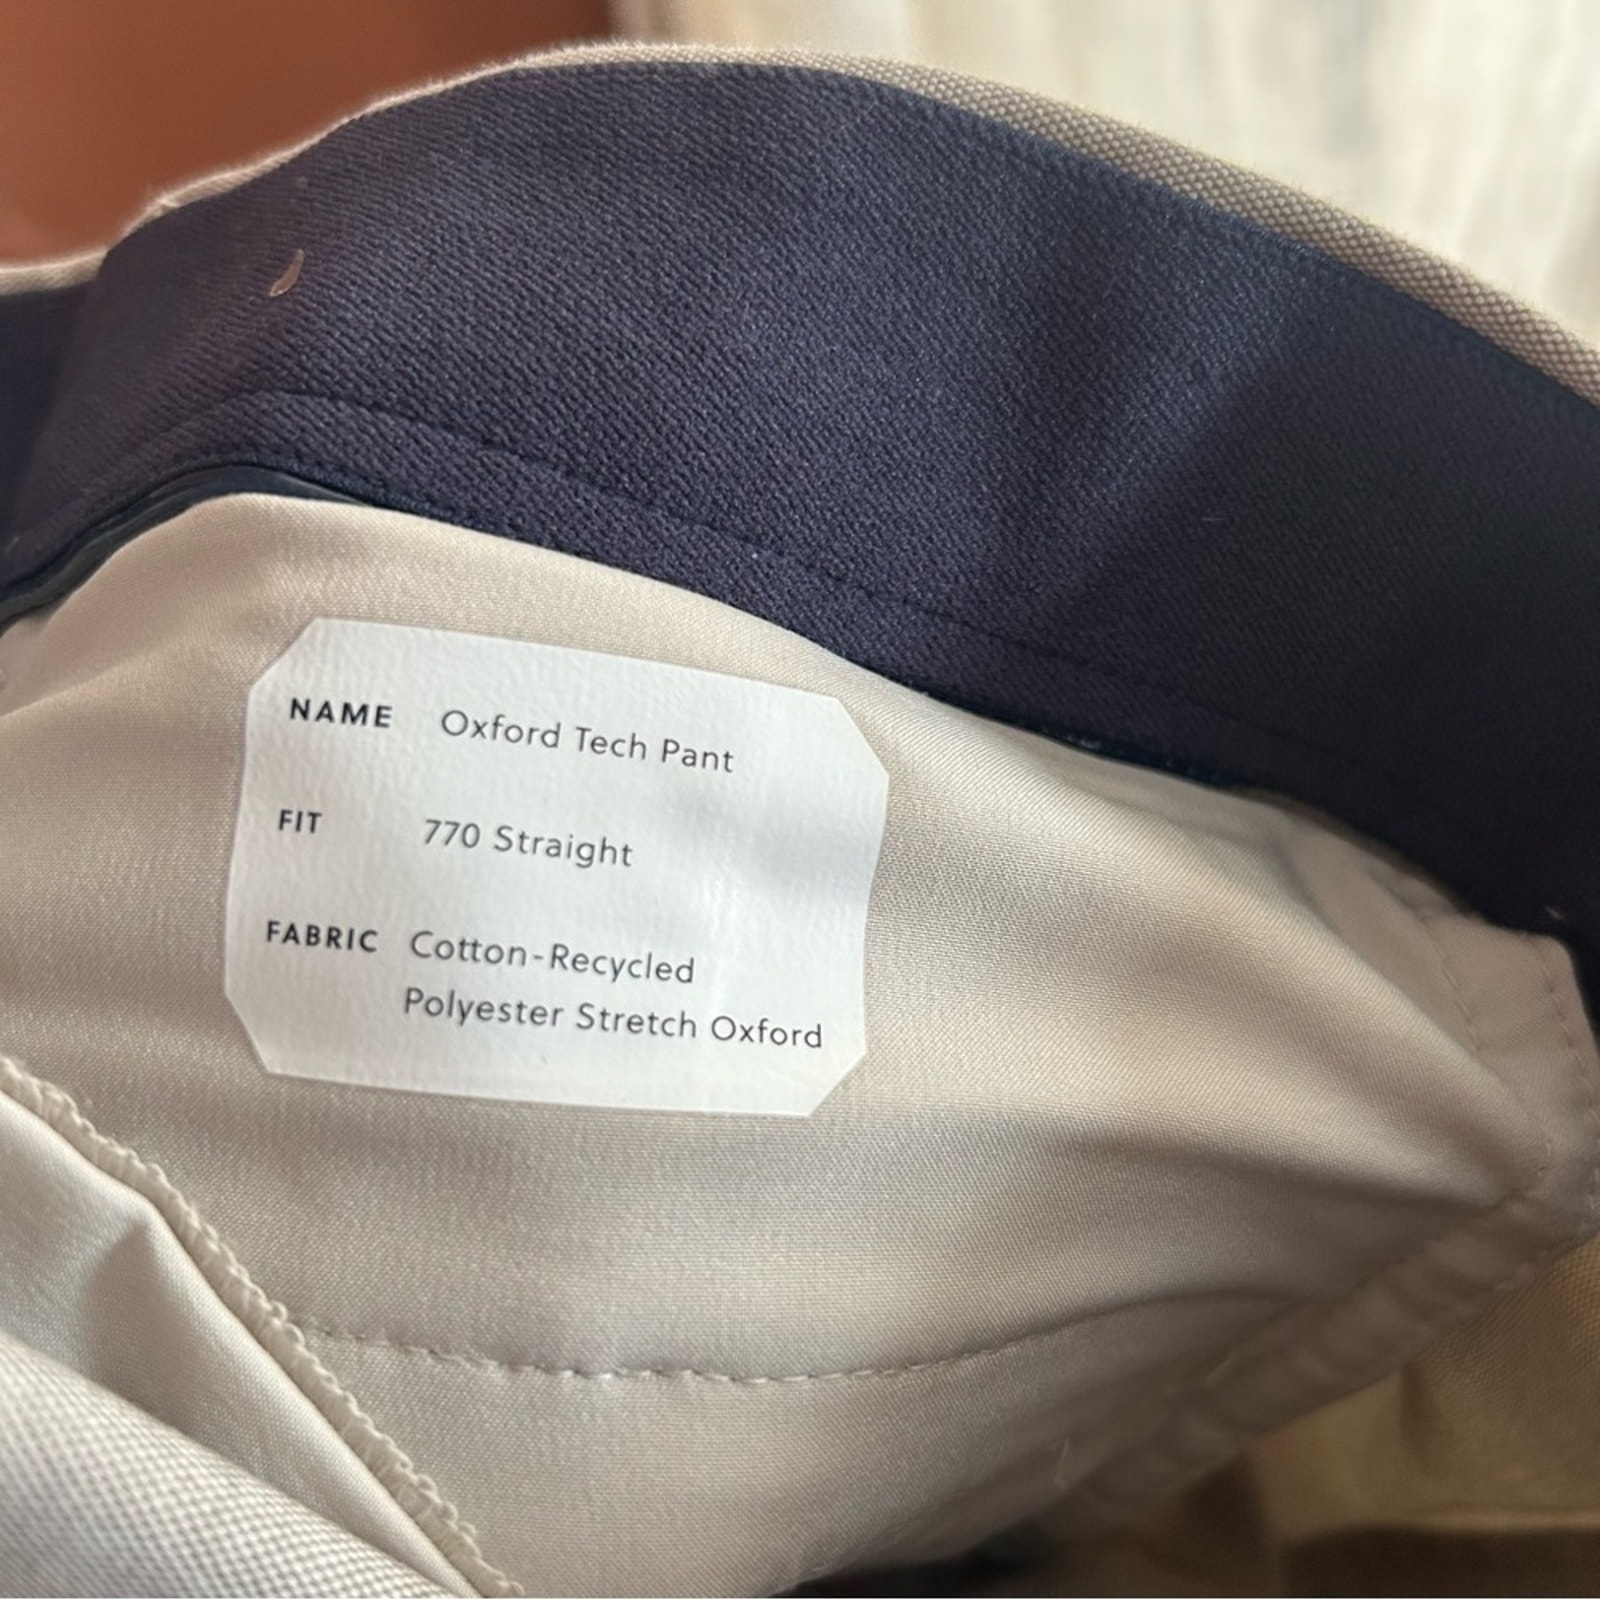 NAME Oxford Tech Pant
FIT 770 Straight
FABRIC Cotton-Recycled
Polyester Stretch Oxford